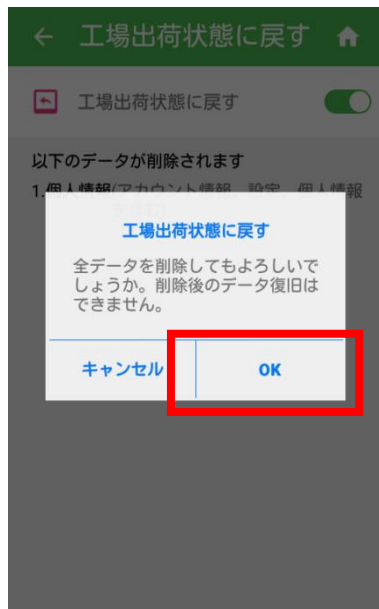 工場出荷状態に戻す
工場出荷状態に戻す
以下のデータが削除されます
1.個人情報(アカウント情報、設定、個人情報
工場出荷状態に戻す
全データを削除してもよろしいで
しょうか。削除後のデータ復旧は
できません。
キャンセル
OK